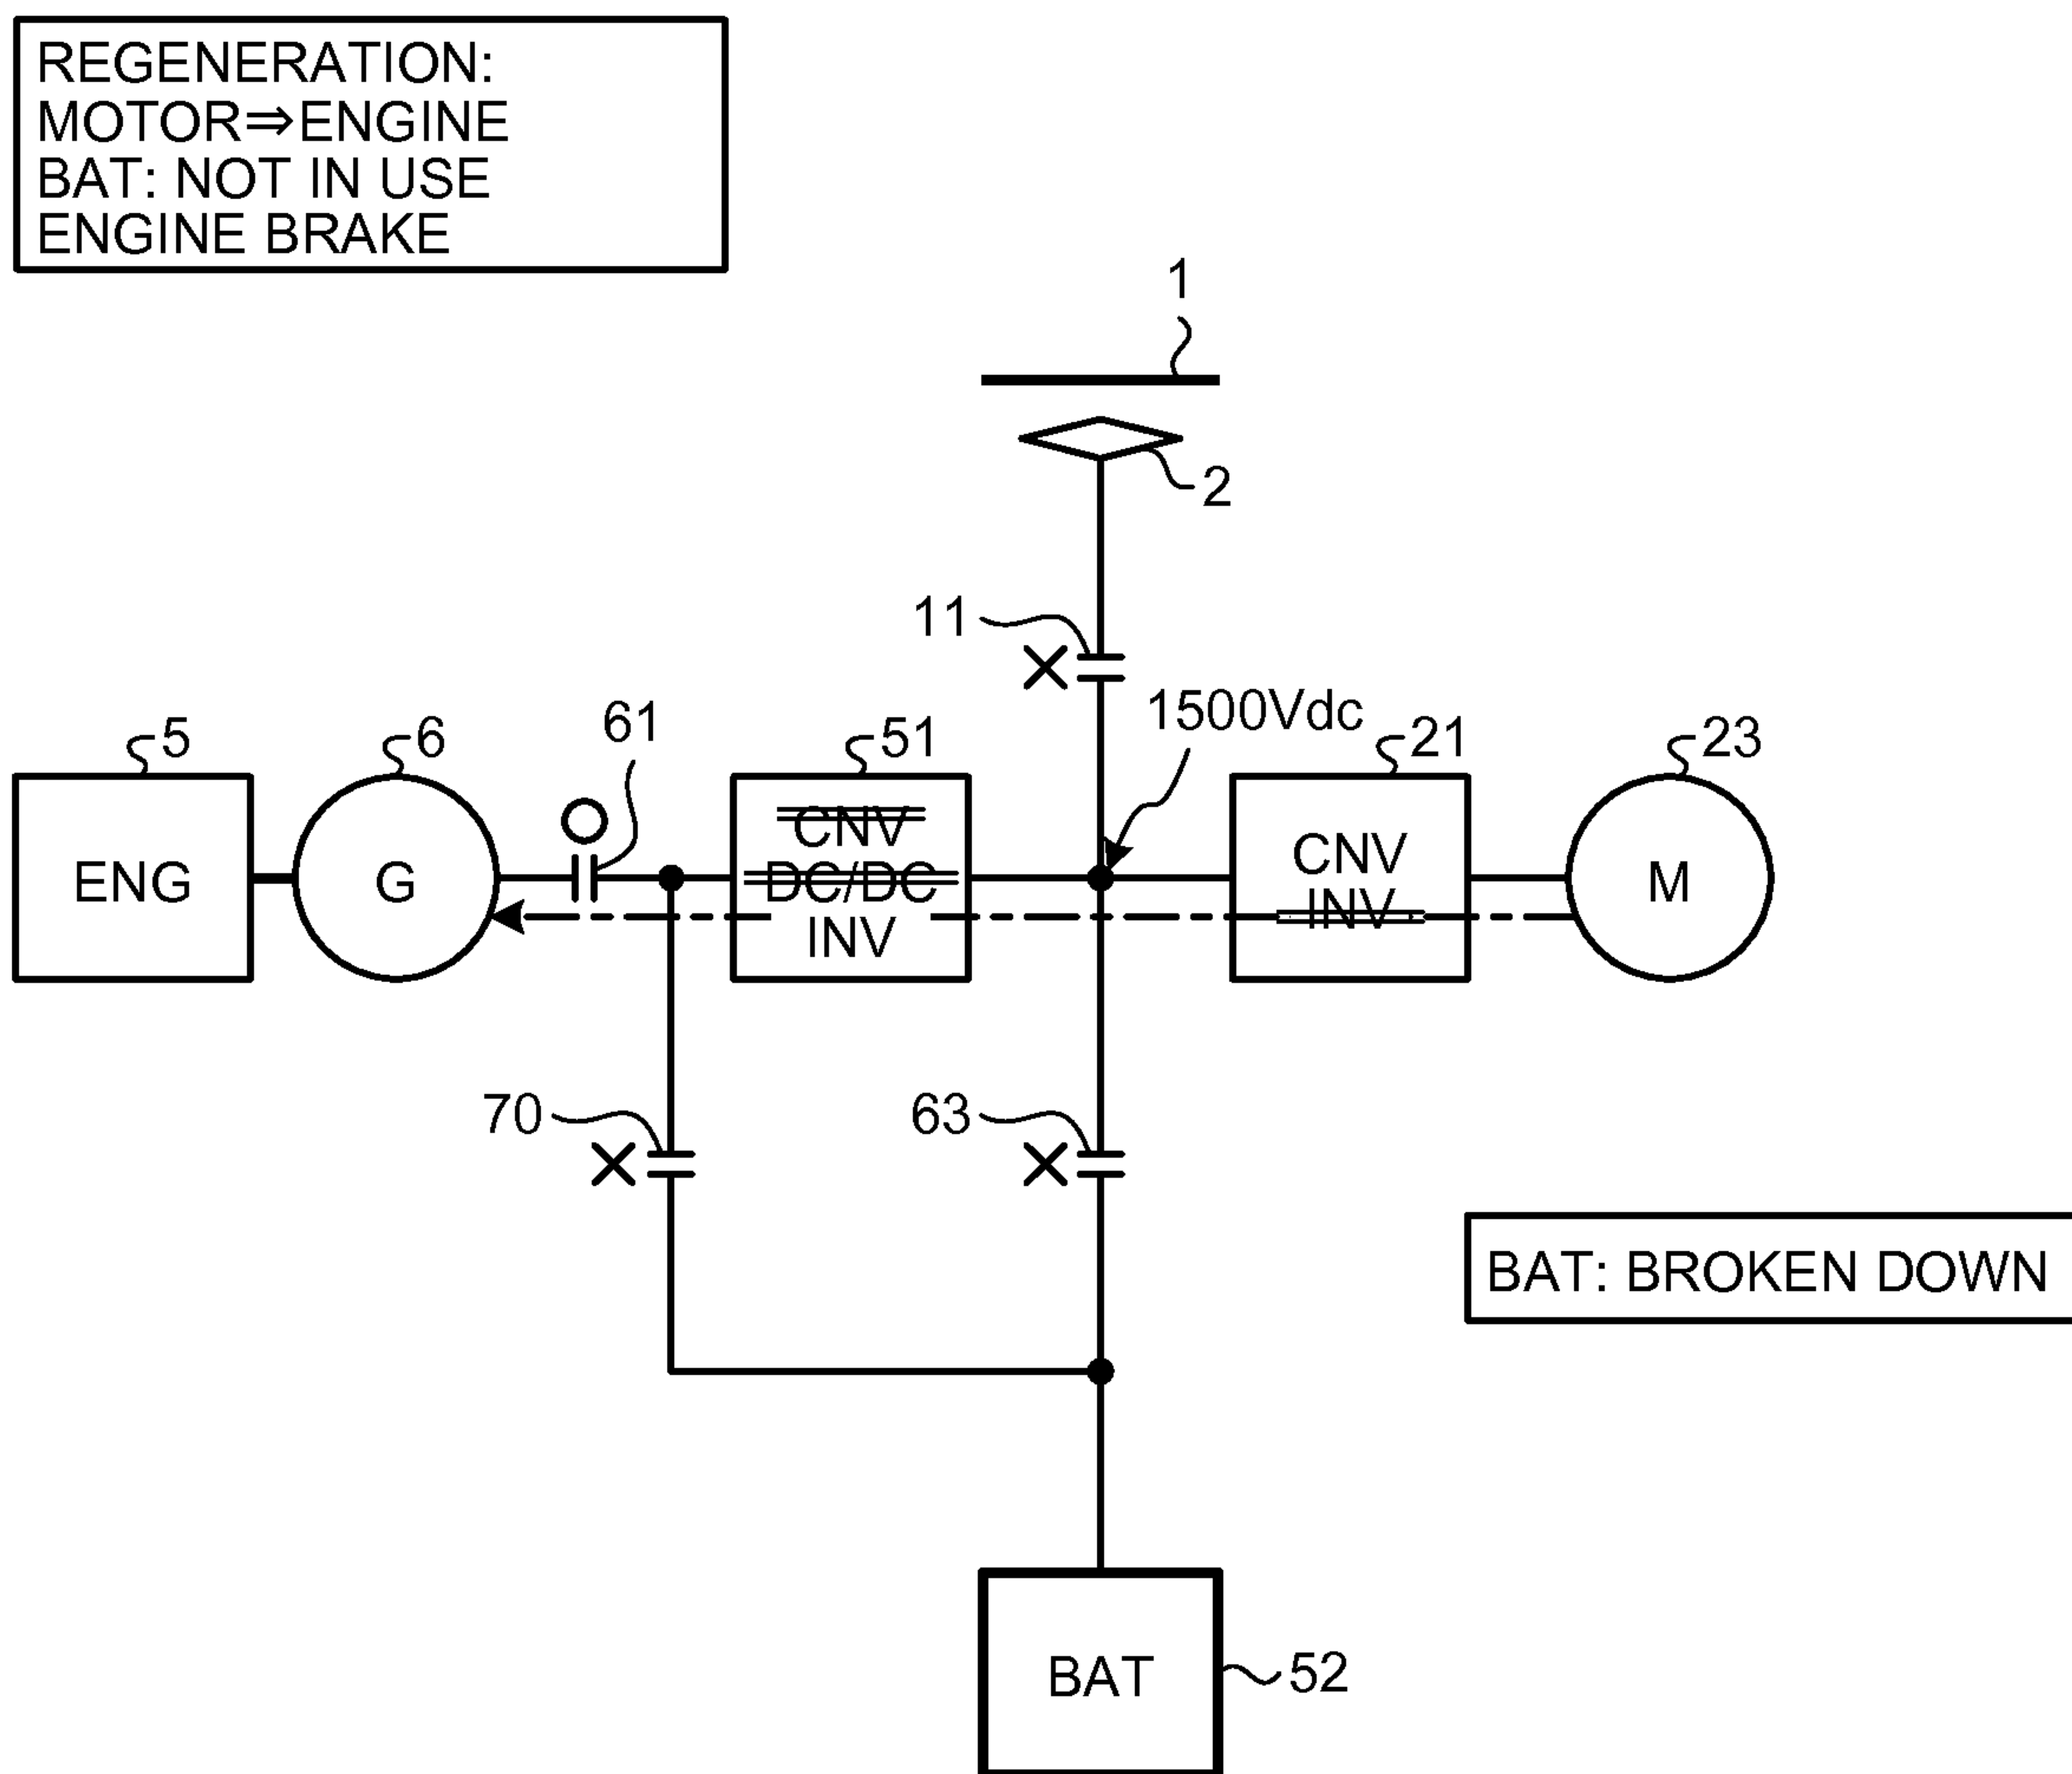 REGENERATION:
MOTOR⇒ENGINE
BAT: NOT IN USE
ENGINE BRAKE
1
2
11
1500Vdc
5
6
61
51
21
23
ENG
G
CNV
DC/DC
INV
CNV
INV
M
70
63
BAT: BROKEN DOWN
BAT
52